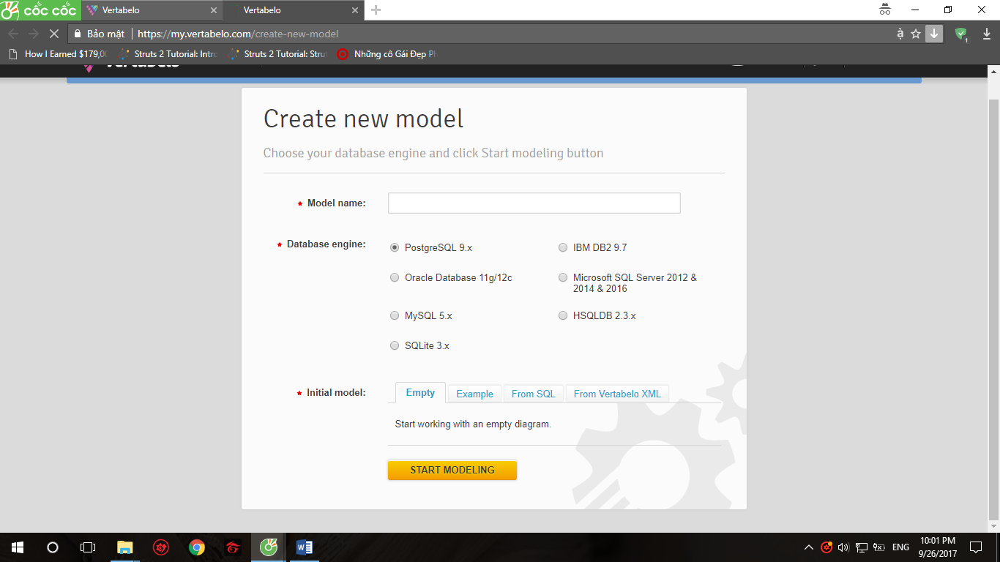 cốc cốc
Vertabelo
Vertabelo
Bảo mật
https://my.vertabelo.com/create-new-model
How I Earned $179,00
Struts 2 Tutorial: Intro
Struts 2 Tutorial: Strut
Những cô Gái Đẹp Ph
Create new model
Choose your database engine and click Start modeling button
Model name:
Database engine:
PostgreSQL 9.x
IBM DB2 9.7
Oracle Database 11g/12c
Microsoft SQL Server 2012 &
2014 & 2016
MySQL 5.x
HSQLDB 2.3.x
SQLite 3.x
Initial model:
Empty
Example
From SQL
From Vertabelo XML
Start working with an empty diagram.
START MODELING
ENG
10:01 PM
9/26/2017